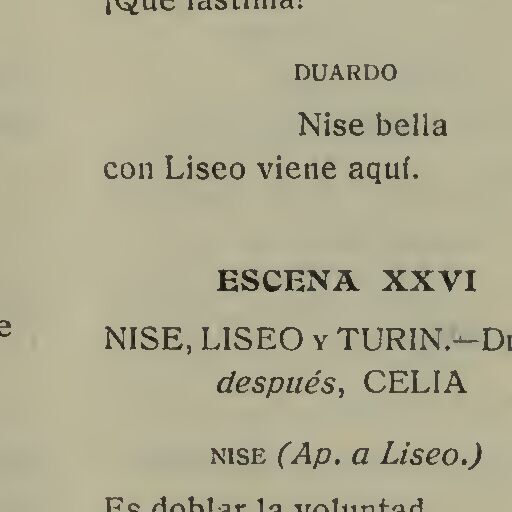 ¡Qué lástima!
DUARDO
Nise bella
con Liseo viene aquí.
ESCENA XXVI
NISE, LISEO Y TURIN.—
después, CELIA
NISE (Ap. a Liseo.)
Es doblar la voluntad